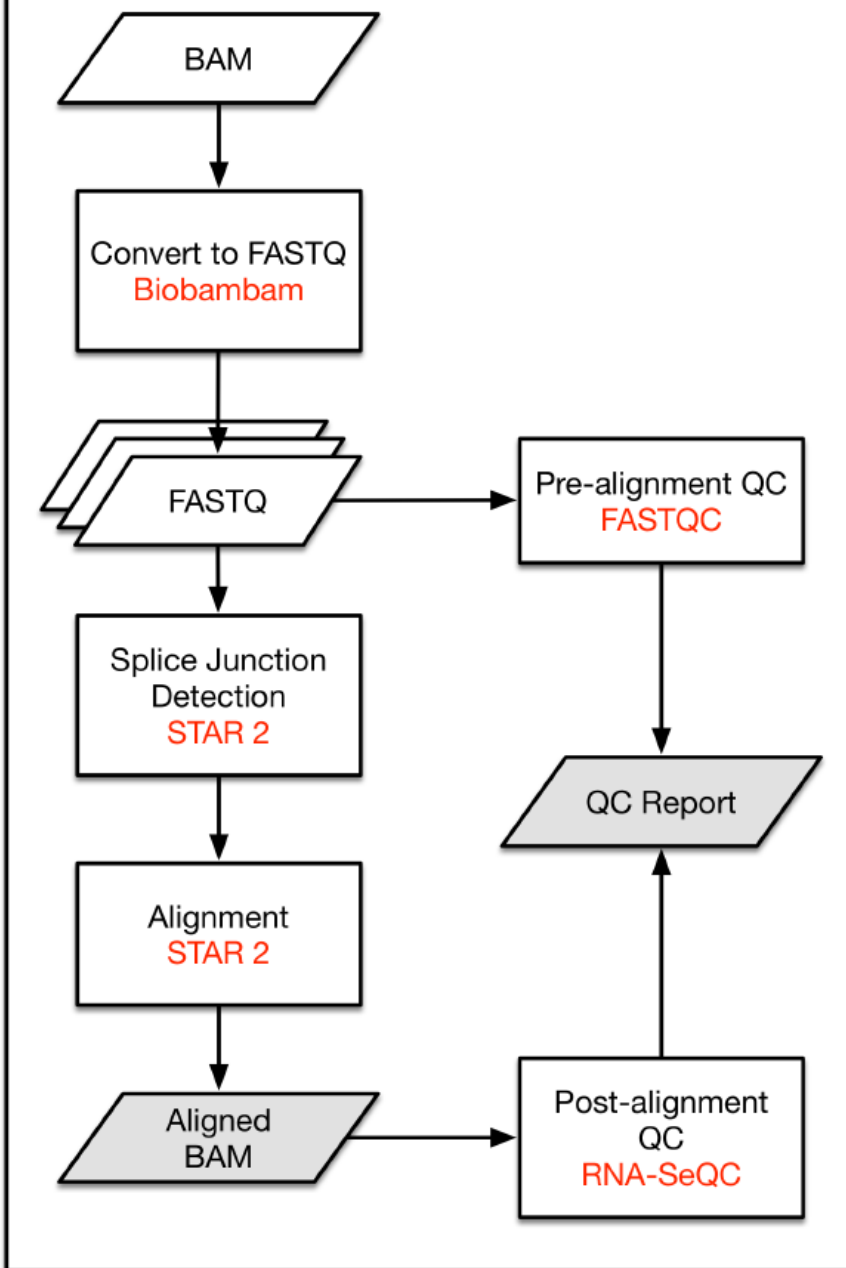 BAM
Convert to FASTQ
Biobambam
FASTQ
Pre-alignment QC
FASTQC
Splice Junction
Detection
STAR 2
QC Report
Alignment
STAR 2
Aligned
BAM
Post-alignment
QC
RNA-SeQC